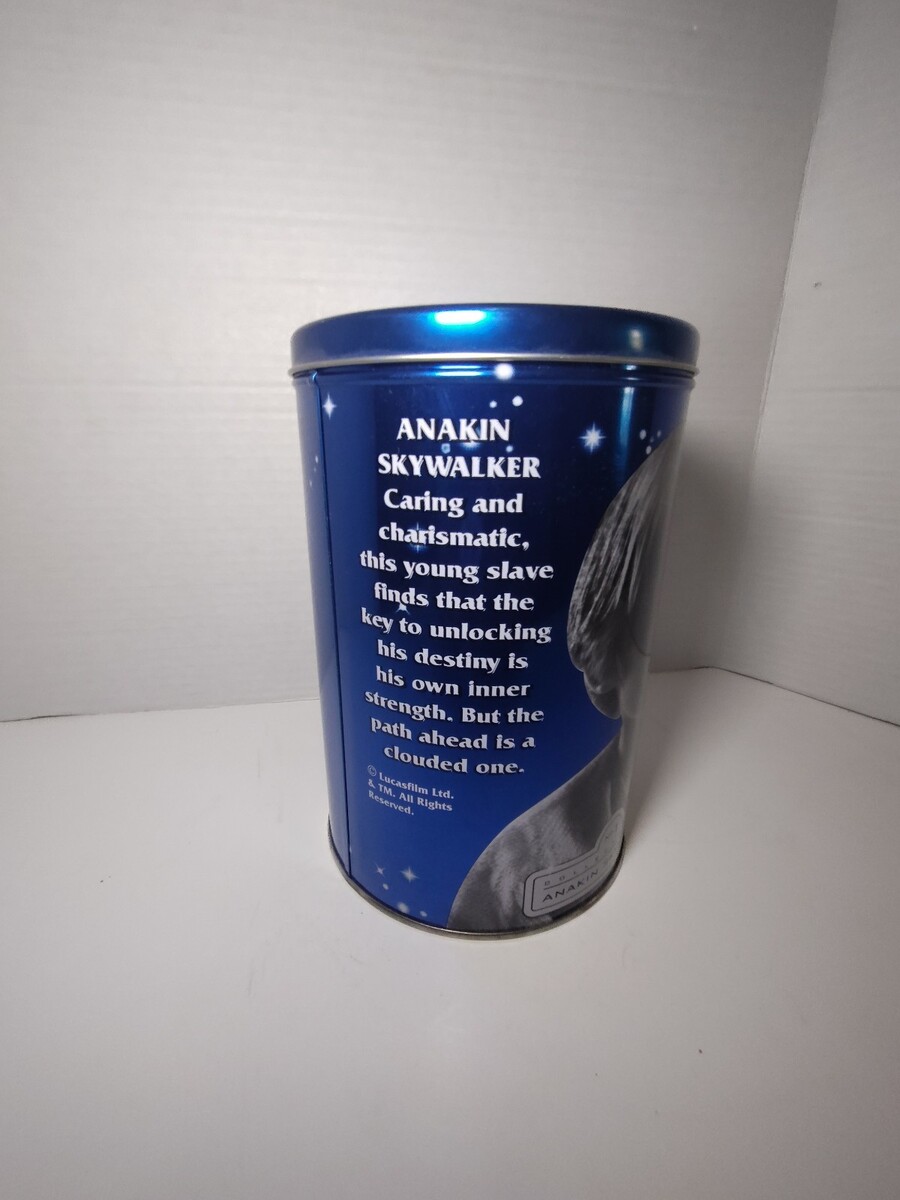 ANAKIN
SKYWALKER
Caring and
charismatic,
this young slave
finds that the
key to unlocking
his destiny is
his own inner
strength. But the
path ahead is a
clouded one.
© Lucasfilm Ltd.
& TM. All Rights
Reserved.
ANAKIN